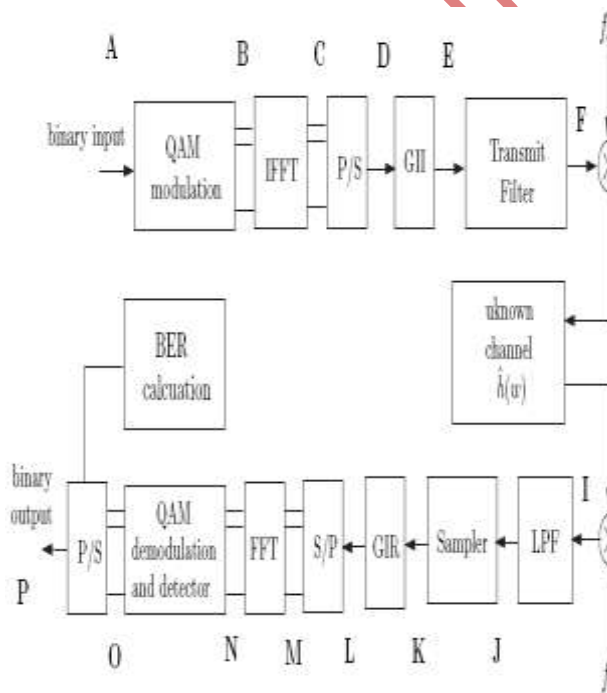 A
B
C
D
E
F
binary input
QAM
modulation
IFFT
P/S
GII
Transmit
Filter
BER
calcuation
uknown
channel
ĥ(w)
binary
output
P/S
QAM
demodulation
and detector
FFT
S/P
GIR
Sampler
LPF
I
P
O
N
M
L
K
J